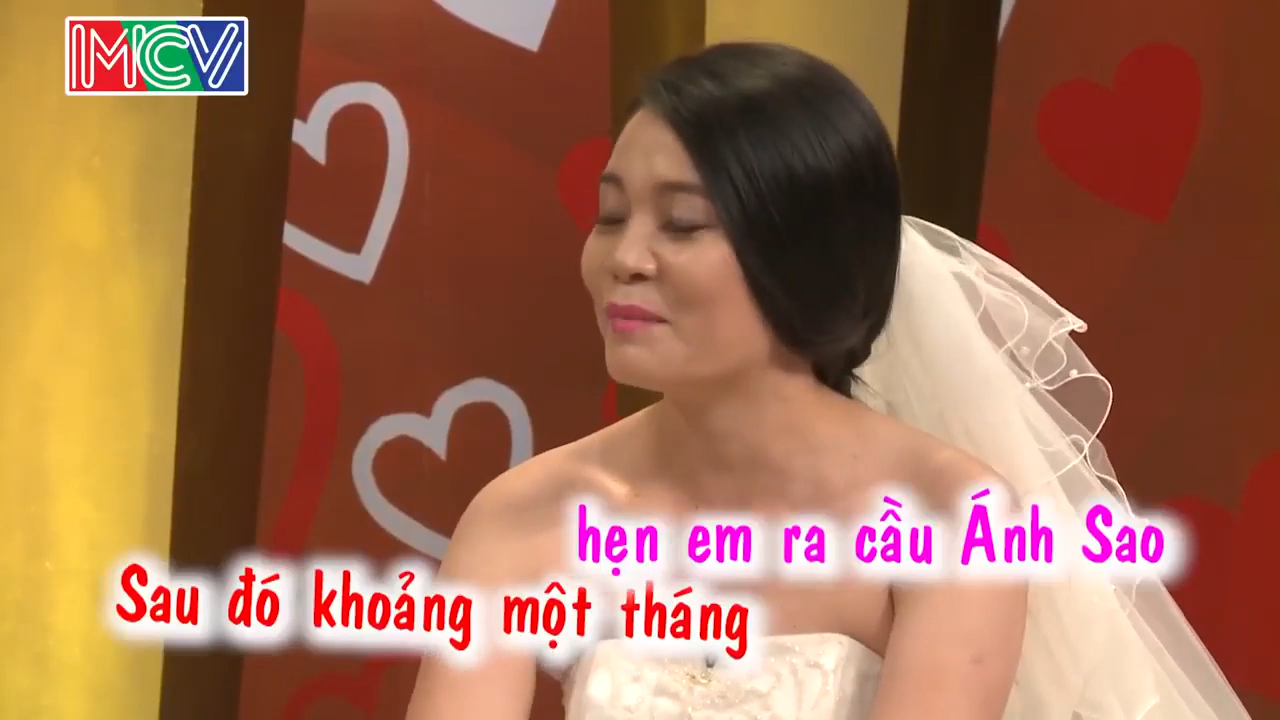 MCV
hẹn em ra cầu Ánh Sao
Sau đó khoảng một tháng